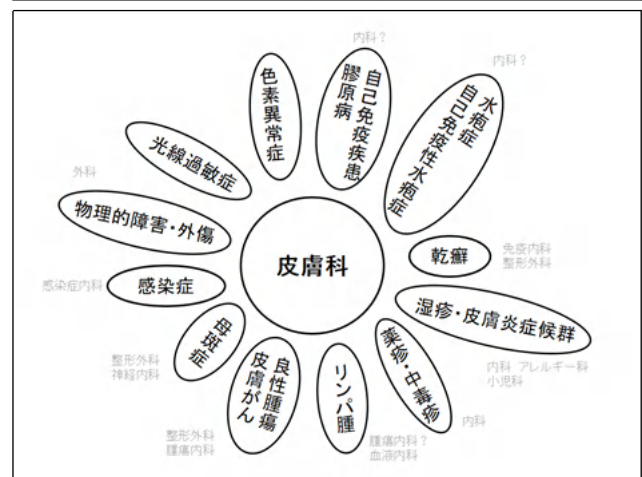 内科？
自己免疫疾患
膠原病
内科？
水疱症
自己免疫性水疱症
色素異常症
光線過敏症
外科
物理的障害・外傷
皮膚科
乾癬
免疫内科
整形外科
感染症内科
感染症
湿疹・皮膚炎症候群
内科 アレルギー科
小児科
母斑症
整形外科
神経内科
良性腫瘍
皮膚がん
整形外科
腫瘍内科
リンパ腫
腫瘍内科？
血液内科
薬疹・中毒疹
内科